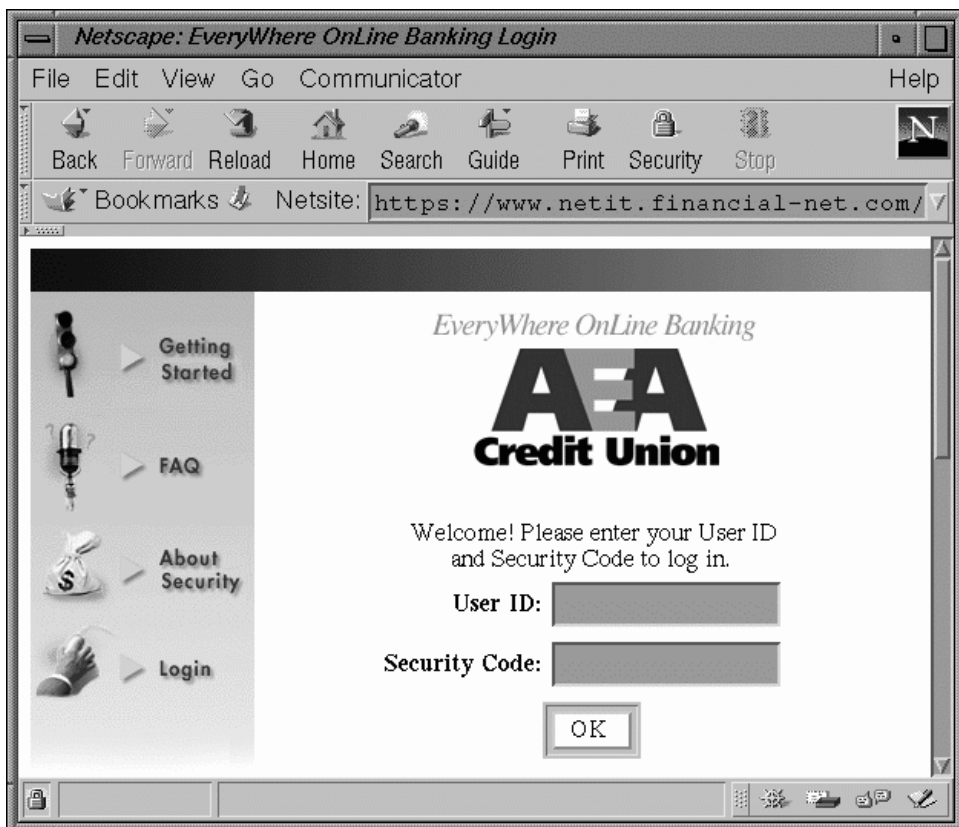 Netscape: EveryWhere OnLine Banking Login
File Edit View Go Communicator Help
Back Forward Reload Home Search Guide Print Security Stop
N
Bookmarks Netsite: https://www.netit.financial-net.com/
EveryWhere OnLine Banking
AEA
Credit Union
Getting
Started
? ?
FAQ
$
About
Security
Login
Welcome! Please enter your User ID
and Security Code to log in.
User ID:
Security Code:
OK